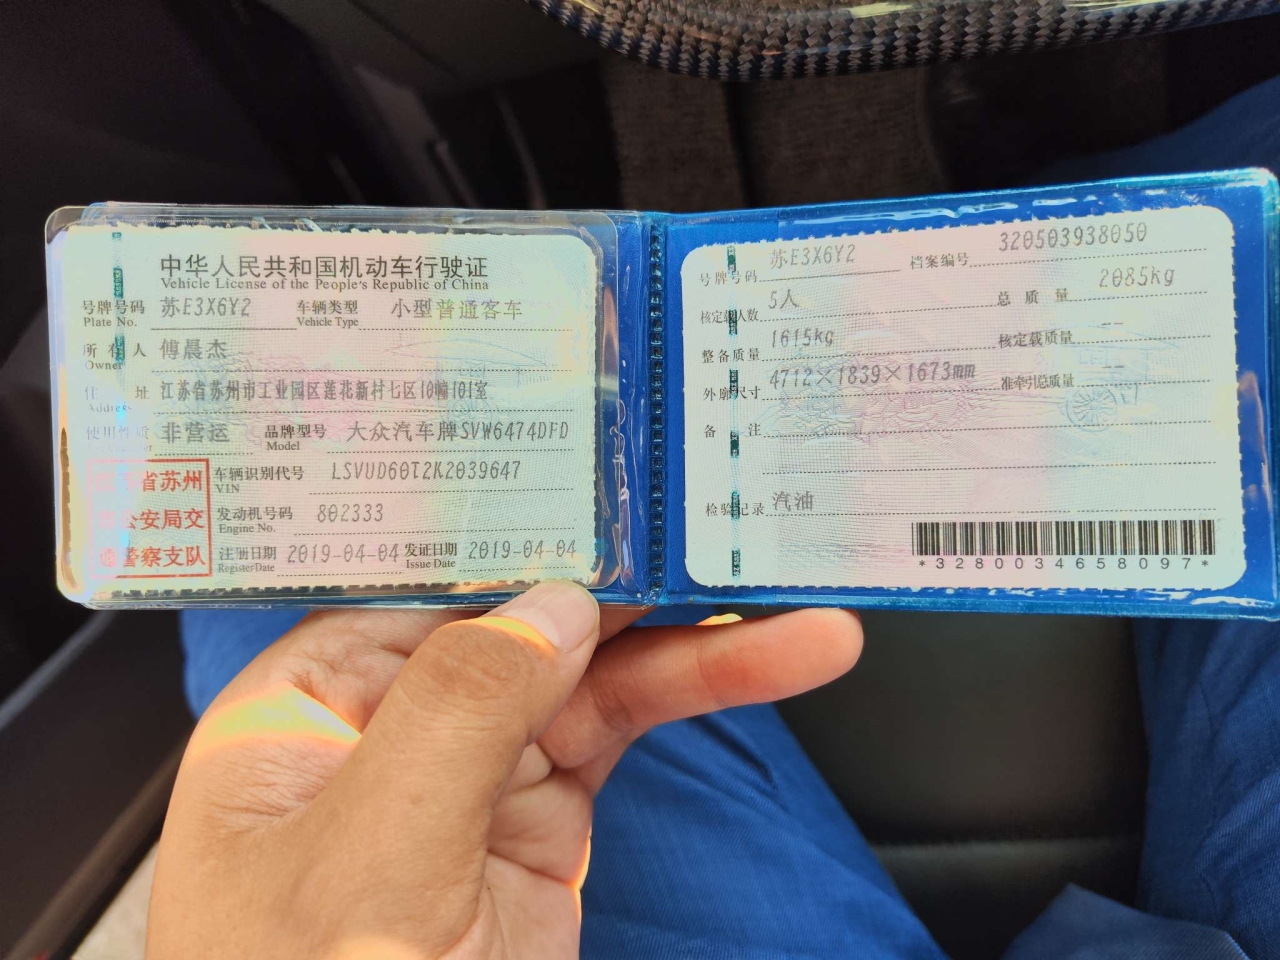 中华人民共和国机动车行驶证
Vehicle License of the People's Republic of China
号牌号码 苏E3X6Y2 车辆类型 小型普通客车
Plate No. Vehicle Type
所有人 傅晨杰
Owner
住址 江苏省苏州市工业园区莲花新村七区10幢101室
Address
使用性质 非营运 品牌型号 大众汽车牌SVW6474DFD
Model
车辆识别代号 LSVUD60T2K2039647
VIN
发动机号码 802333
Engine No.
注册日期 2019-04-04 发证日期 2019-04-04
Register Date Issue Date
省苏州
公安局交
警察支队
号牌号码 苏E3X6Y2 档案编号 320503938050
核定载人数 5人 总质量 2085kg
整备质量 1615kg 核定载质量 --
外廓尺寸 4712×1839×1673mm 准牵引总质量 --
备注
检验记录 汽油
*3280034658097*